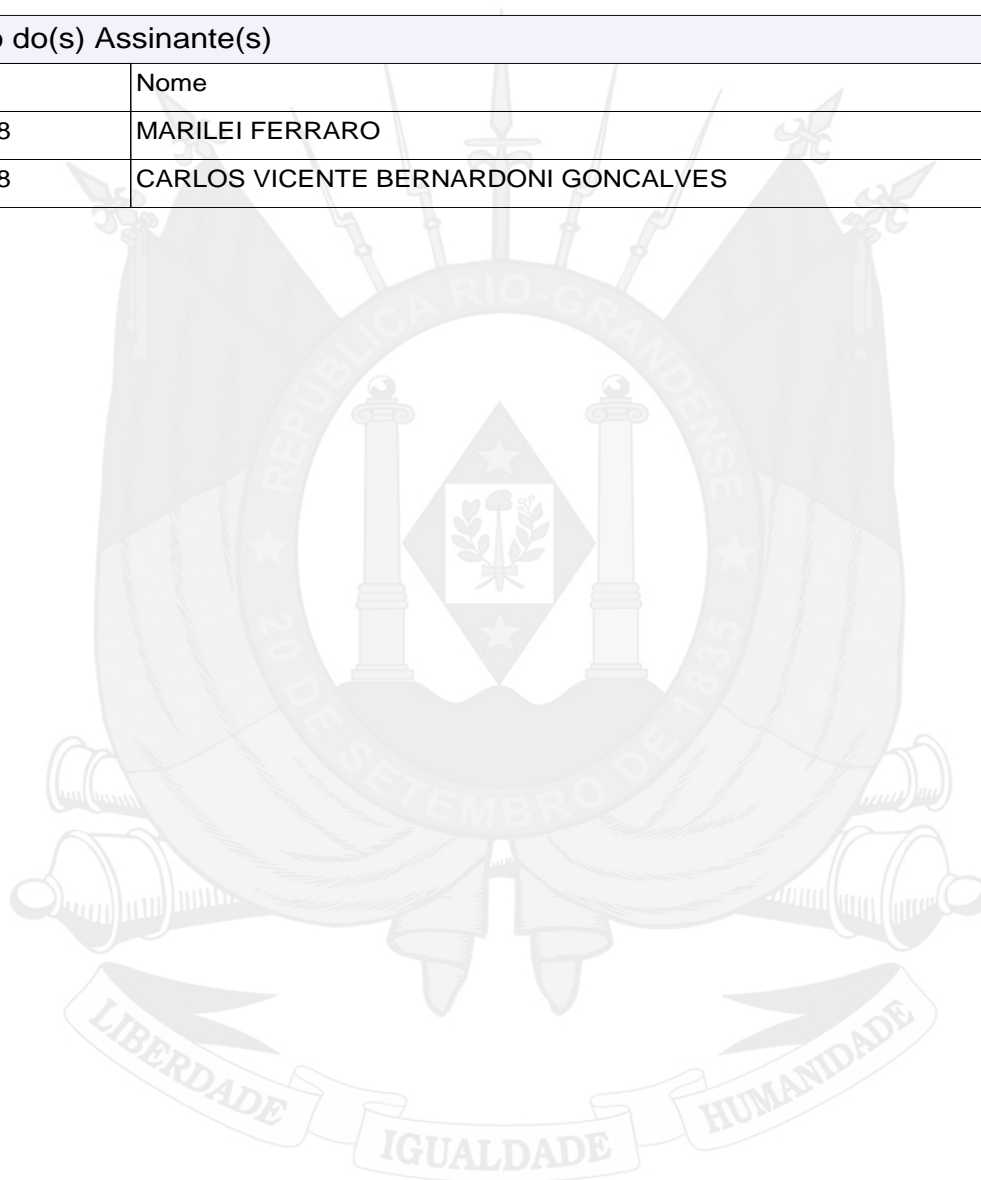 do(s) Assinante(s)
Nome
8 MARILEI FERRARO
8 CARLOS VICENTE BERNARDONI GONCALVES
REPÚBLICA RIO-GRANDENSE
★ 20 DE SETEMBRO DE 1835 ★
LIBERDADE
IGUALDADE
HUMANIDADE